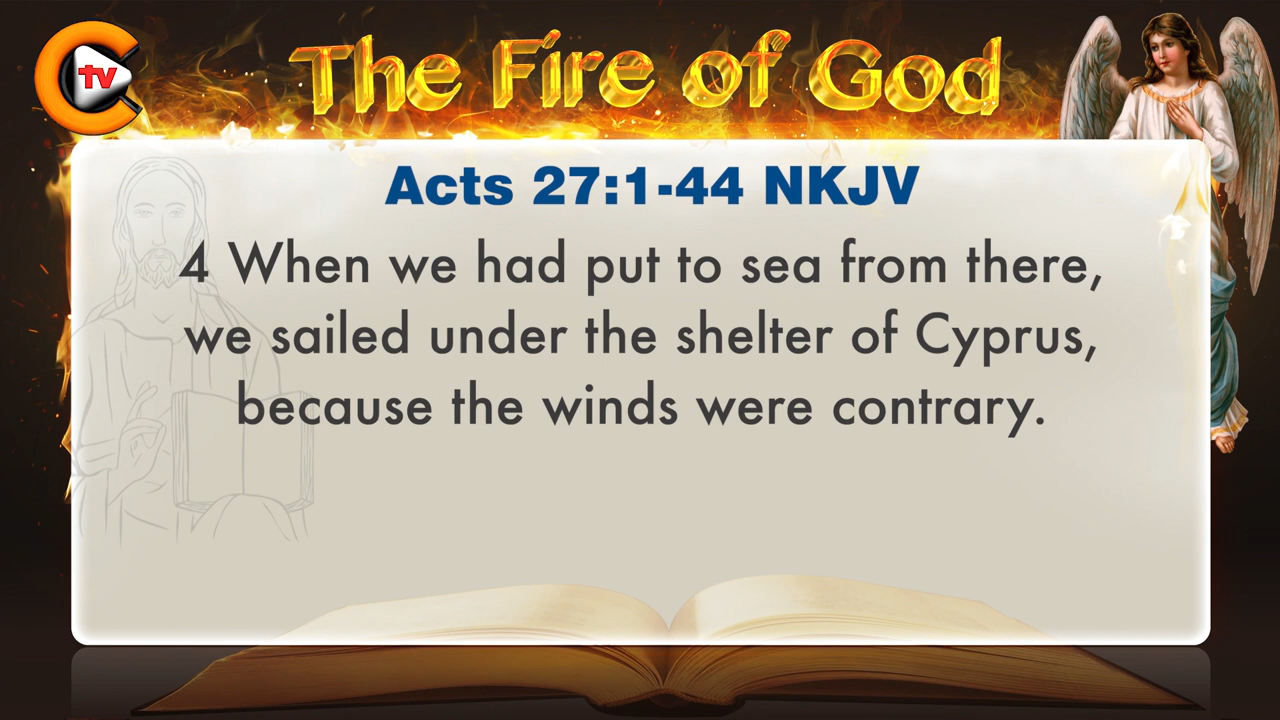 tv
The Fire of God
Acts 27:1-44 NKJV
4 When we had put to sea from there,
we sailed under the shelter of Cyprus,
because the winds were contrary.